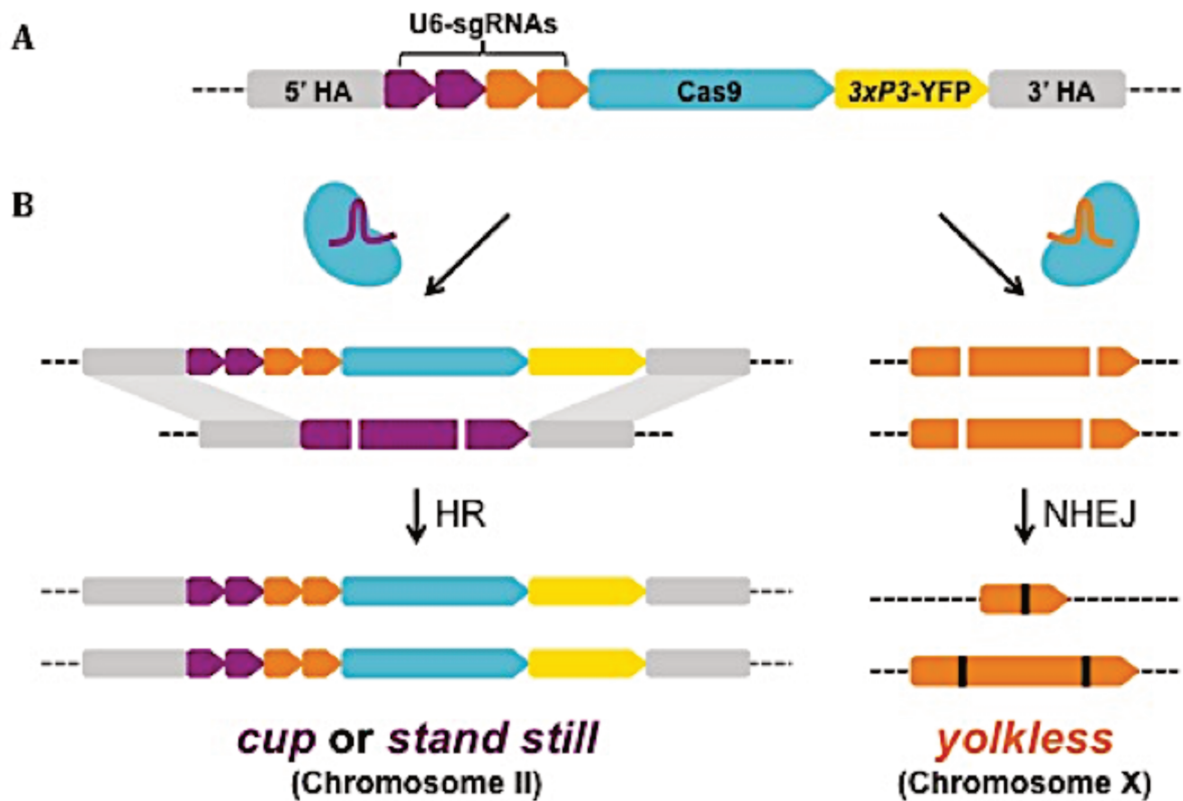 A
U6-sgRNAs
5' HA
Cas9
3xP3-YFP
3' HA
B
HR
NHEJ
cup or stand still
(Chromosome II)
yolkless
(Chromosome X)